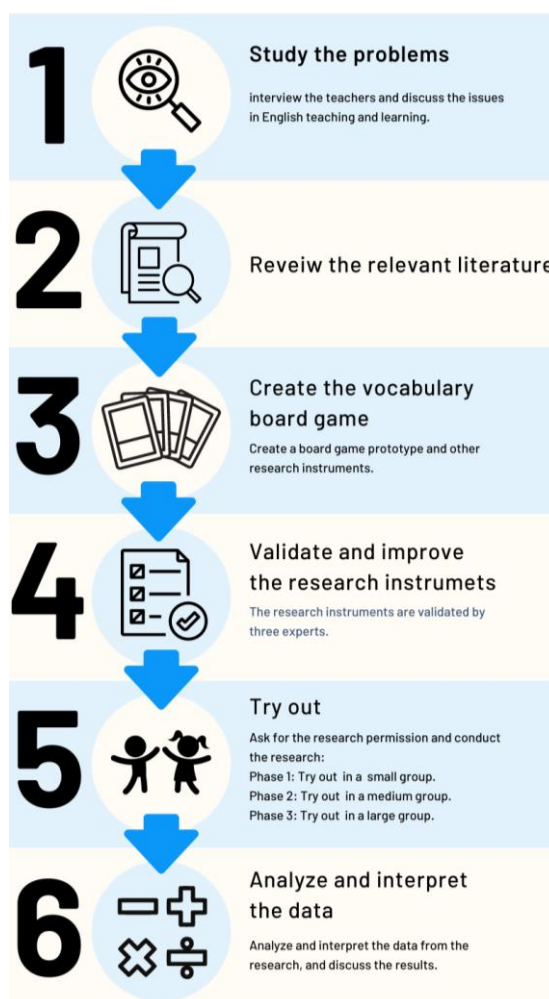 1
Study the problems
interview the teachers and discuss the issues
in English teaching and learning.
2
Reveiw the relevant literature
3
Create the vocabulary
board game
Create a board game prototype and other
research instruments.
4
Validate and improve
the research instrumets
The research instruments are validated by
three experts.
5
Try out
Ask for the research permission and conduct
the research:
Phase 1: Try out in a small group.
Phase 2: Try out in a medium group.
Phase 3: Try out in a large group.
6
Analyze and interpret
the data
Analyze and interpret the data from the
research, and discuss the results.